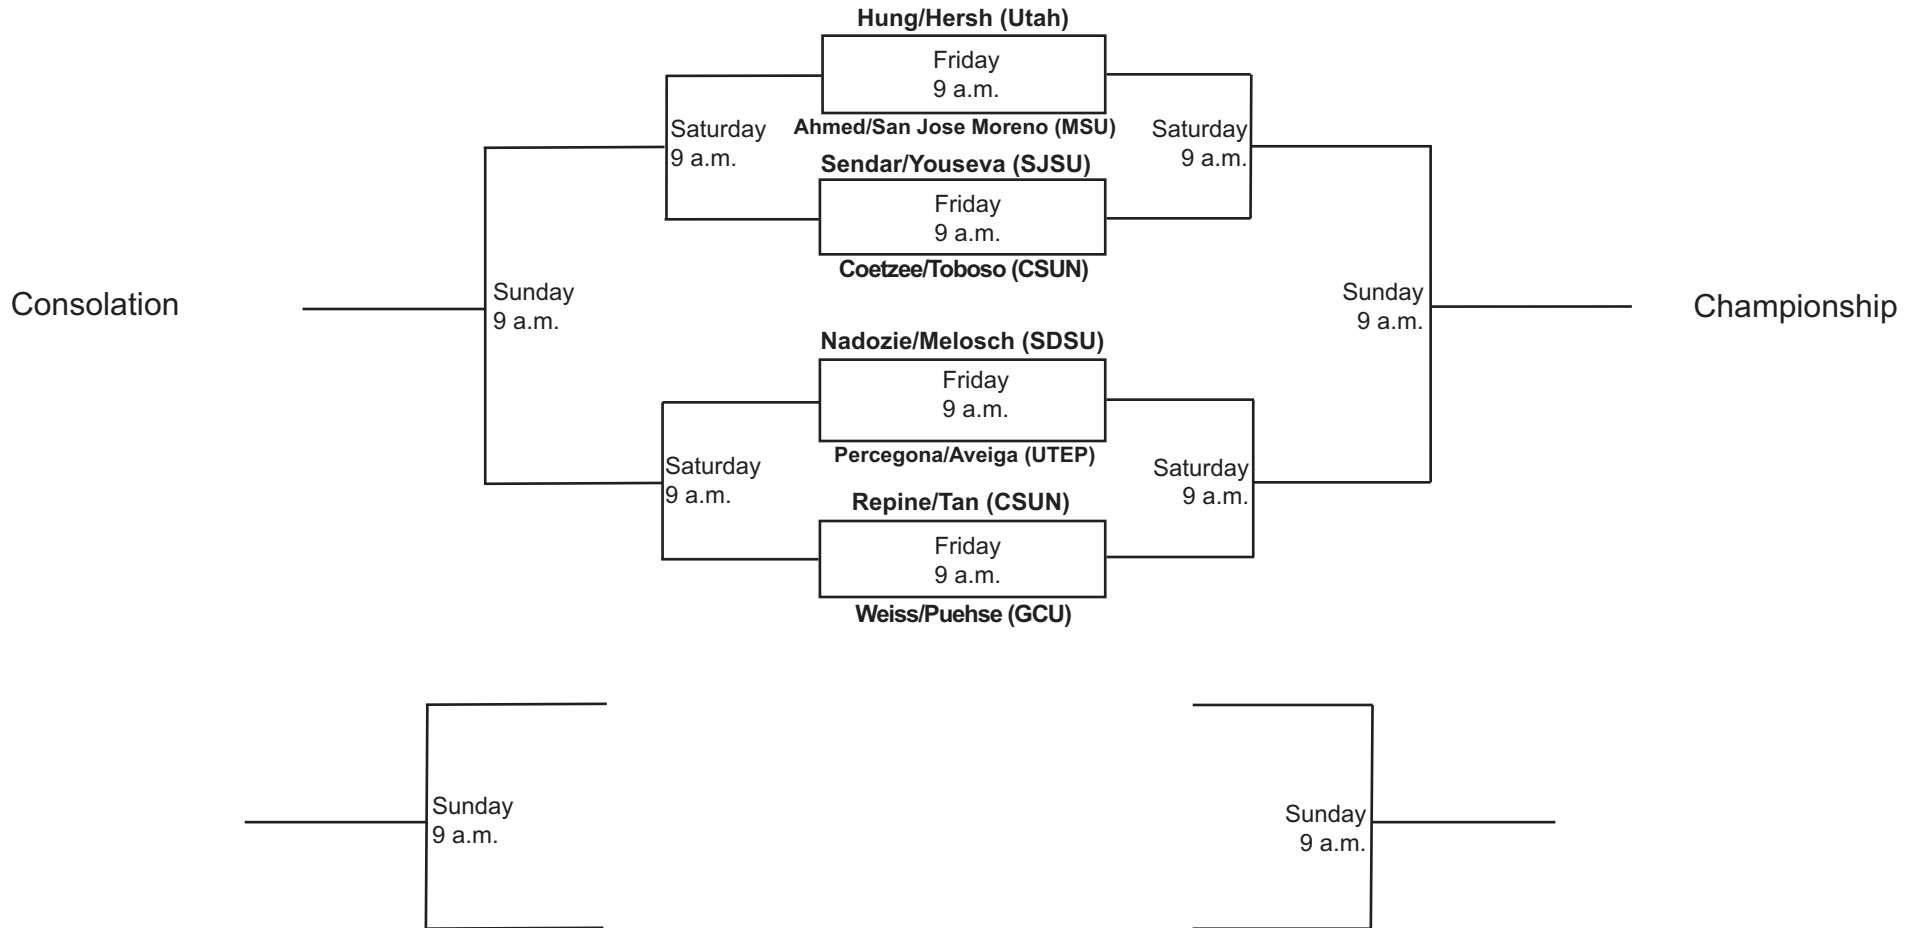 Hung/Hersh (Utah)
Friday
9 a.m.
Ahmed/San Jose Moreno (MSU)
Saturday
9 a.m.
Saturday
9 a.m.
Sendar/Youseva (SJSU)
Friday
9 a.m.
Coetzee/Toboso (CSUN)
Consolation
Sunday
9 a.m.
Sunday
9 a.m.
Championship
Nadozie/Melosch (SDSU)
Friday
9 a.m.
Percegona/Aveiga (UTEP)
Saturday
9 a.m.
Saturday
9 a.m.
Repine/Tan (CSUN)
Friday
9 a.m.
Weiss/Puehse (GCU)
Sunday
9 a.m.
Sunday
9 a.m.